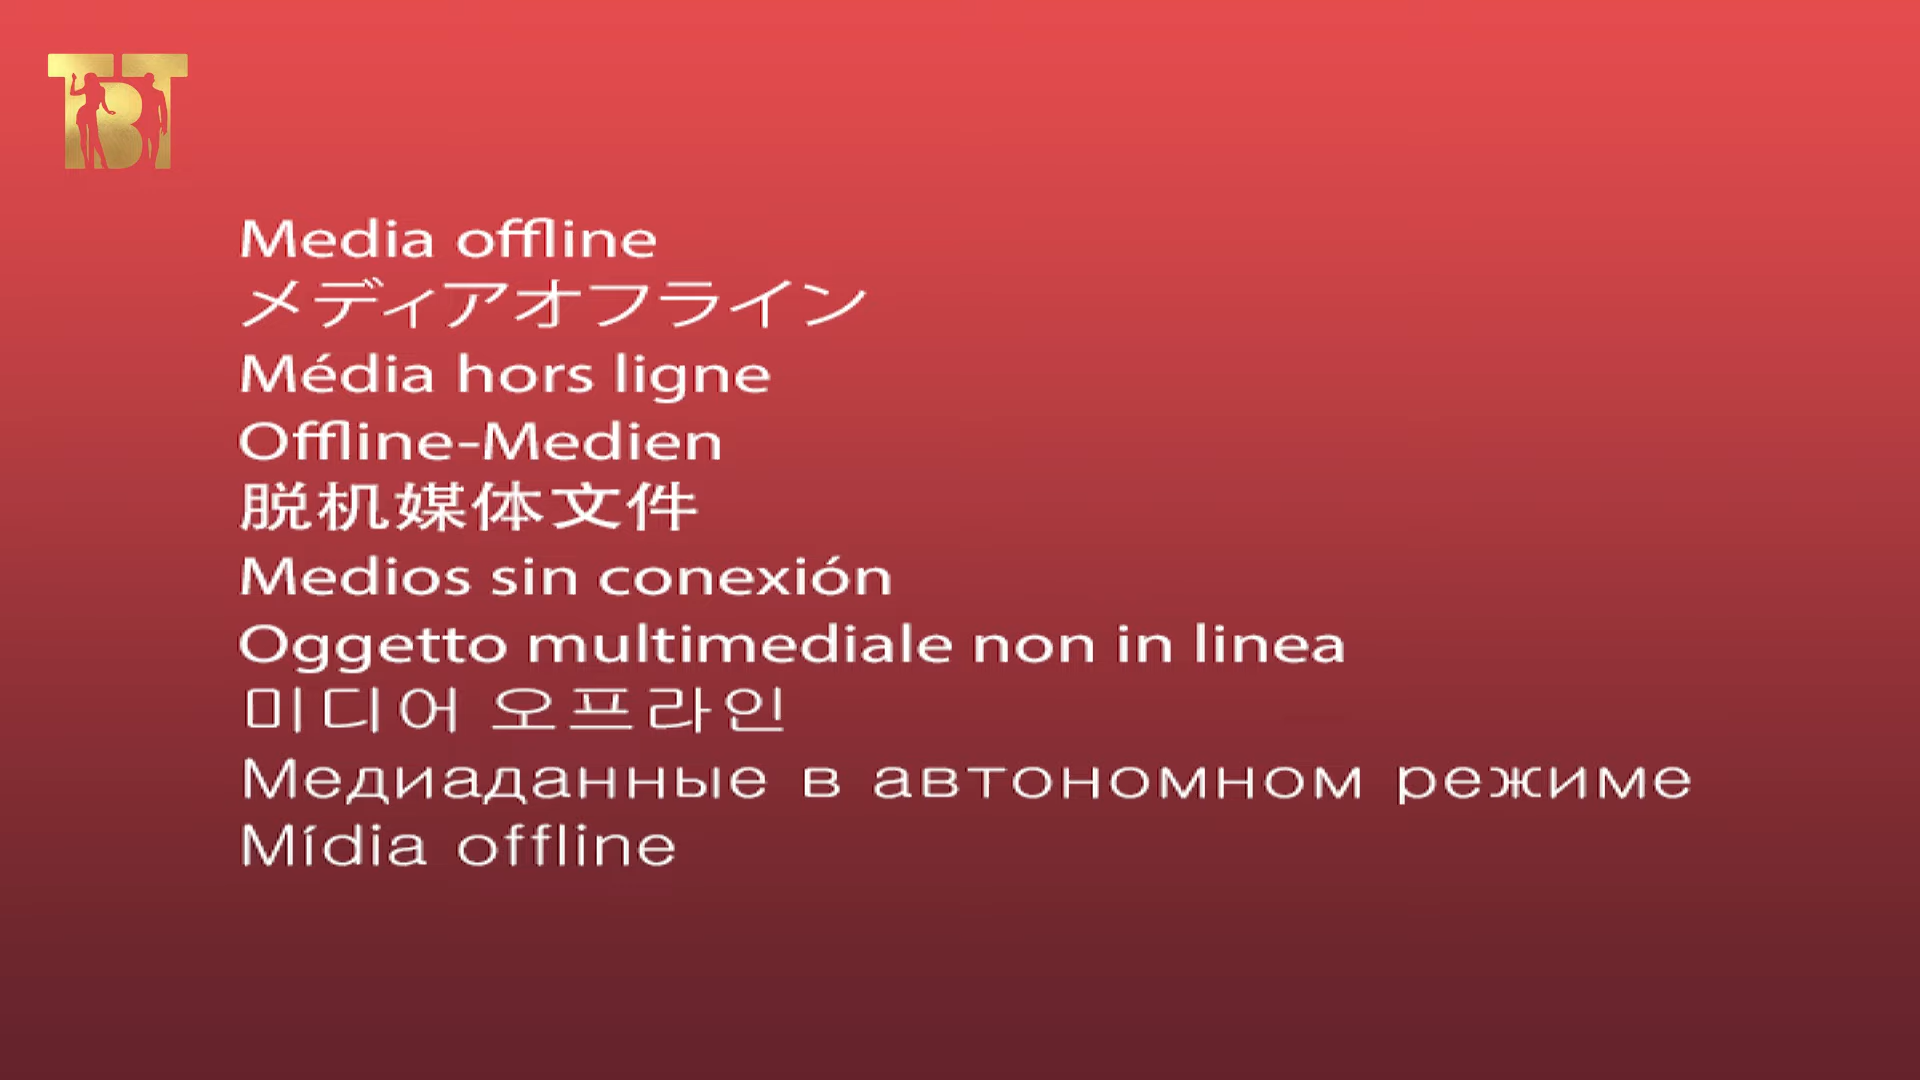 TBT
Media offline
メディアオフライン
Média hors ligne
Offline-Medien
脱机媒体文件
Medios sin conexión
Oggetto multimediale non in linea
미디어 오프라인
Медиаданные в автономном режиме
Mídia offline